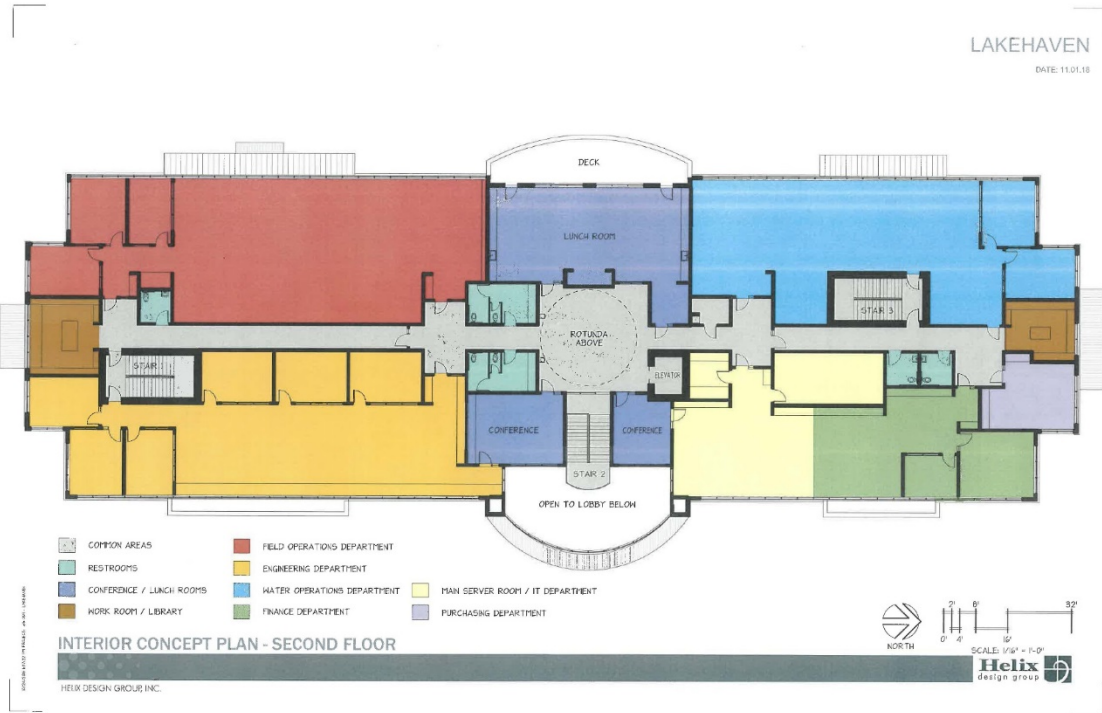 LAKEHAVEN
DATE: 11.01.18
DECK
LUNCH ROOM
ROTUNDA
ABOVE
STAIR 3
STAIR
ELEVATOR
CONFERENCE
CONFERENCE
STAIR 2
OPEN TO LOBBY BELOW
COMMON AREAS
FIELD OPERATIONS DEPARTMENT
RESTROOMS
ENGINEERING DEPARTMENT
CONFERENCE / LUNCH ROOMS
WATER OPERATIONS DEPARTMENT
MAN SERVER ROOM / IT DEPARTMENT
WORK ROOM / LIBRARY
FINANCE DEPARTMENT
PURCHASING DEPARTMENT
2' 8' 32'
0' 4' 16'
NORTH
SCALE: 1/16" = 1'-0"
INTERIOR CONCEPT PLAN - SECOND FLOOR
Helix
design group
HELIX DESIGN GROUP, INC.